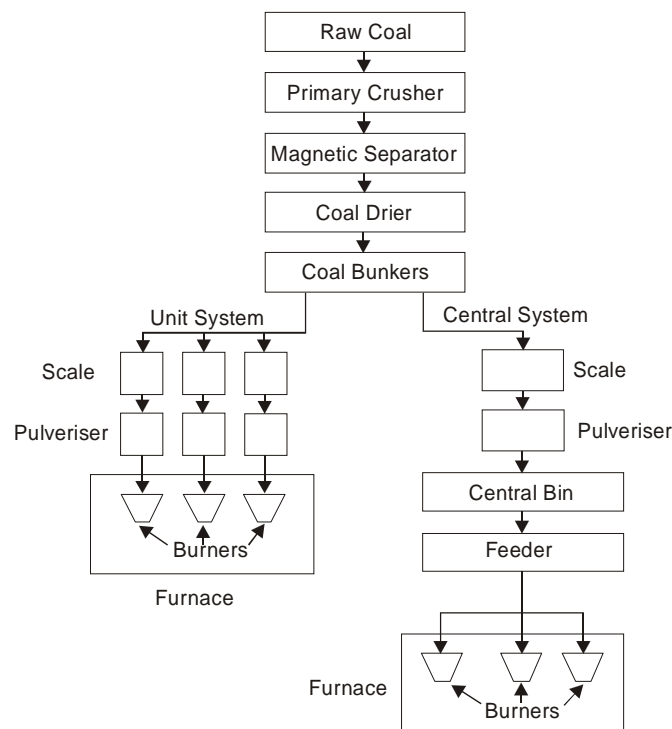 Raw Coal
Primary Crusher
Magnetic Separator
Coal Drier
Coal Bunkers
Unit System
Central System
Scale
Scale
Pulveriser
Pulveriser
Central Bin
Burners
Feeder
Furnace
Furnace
Burners